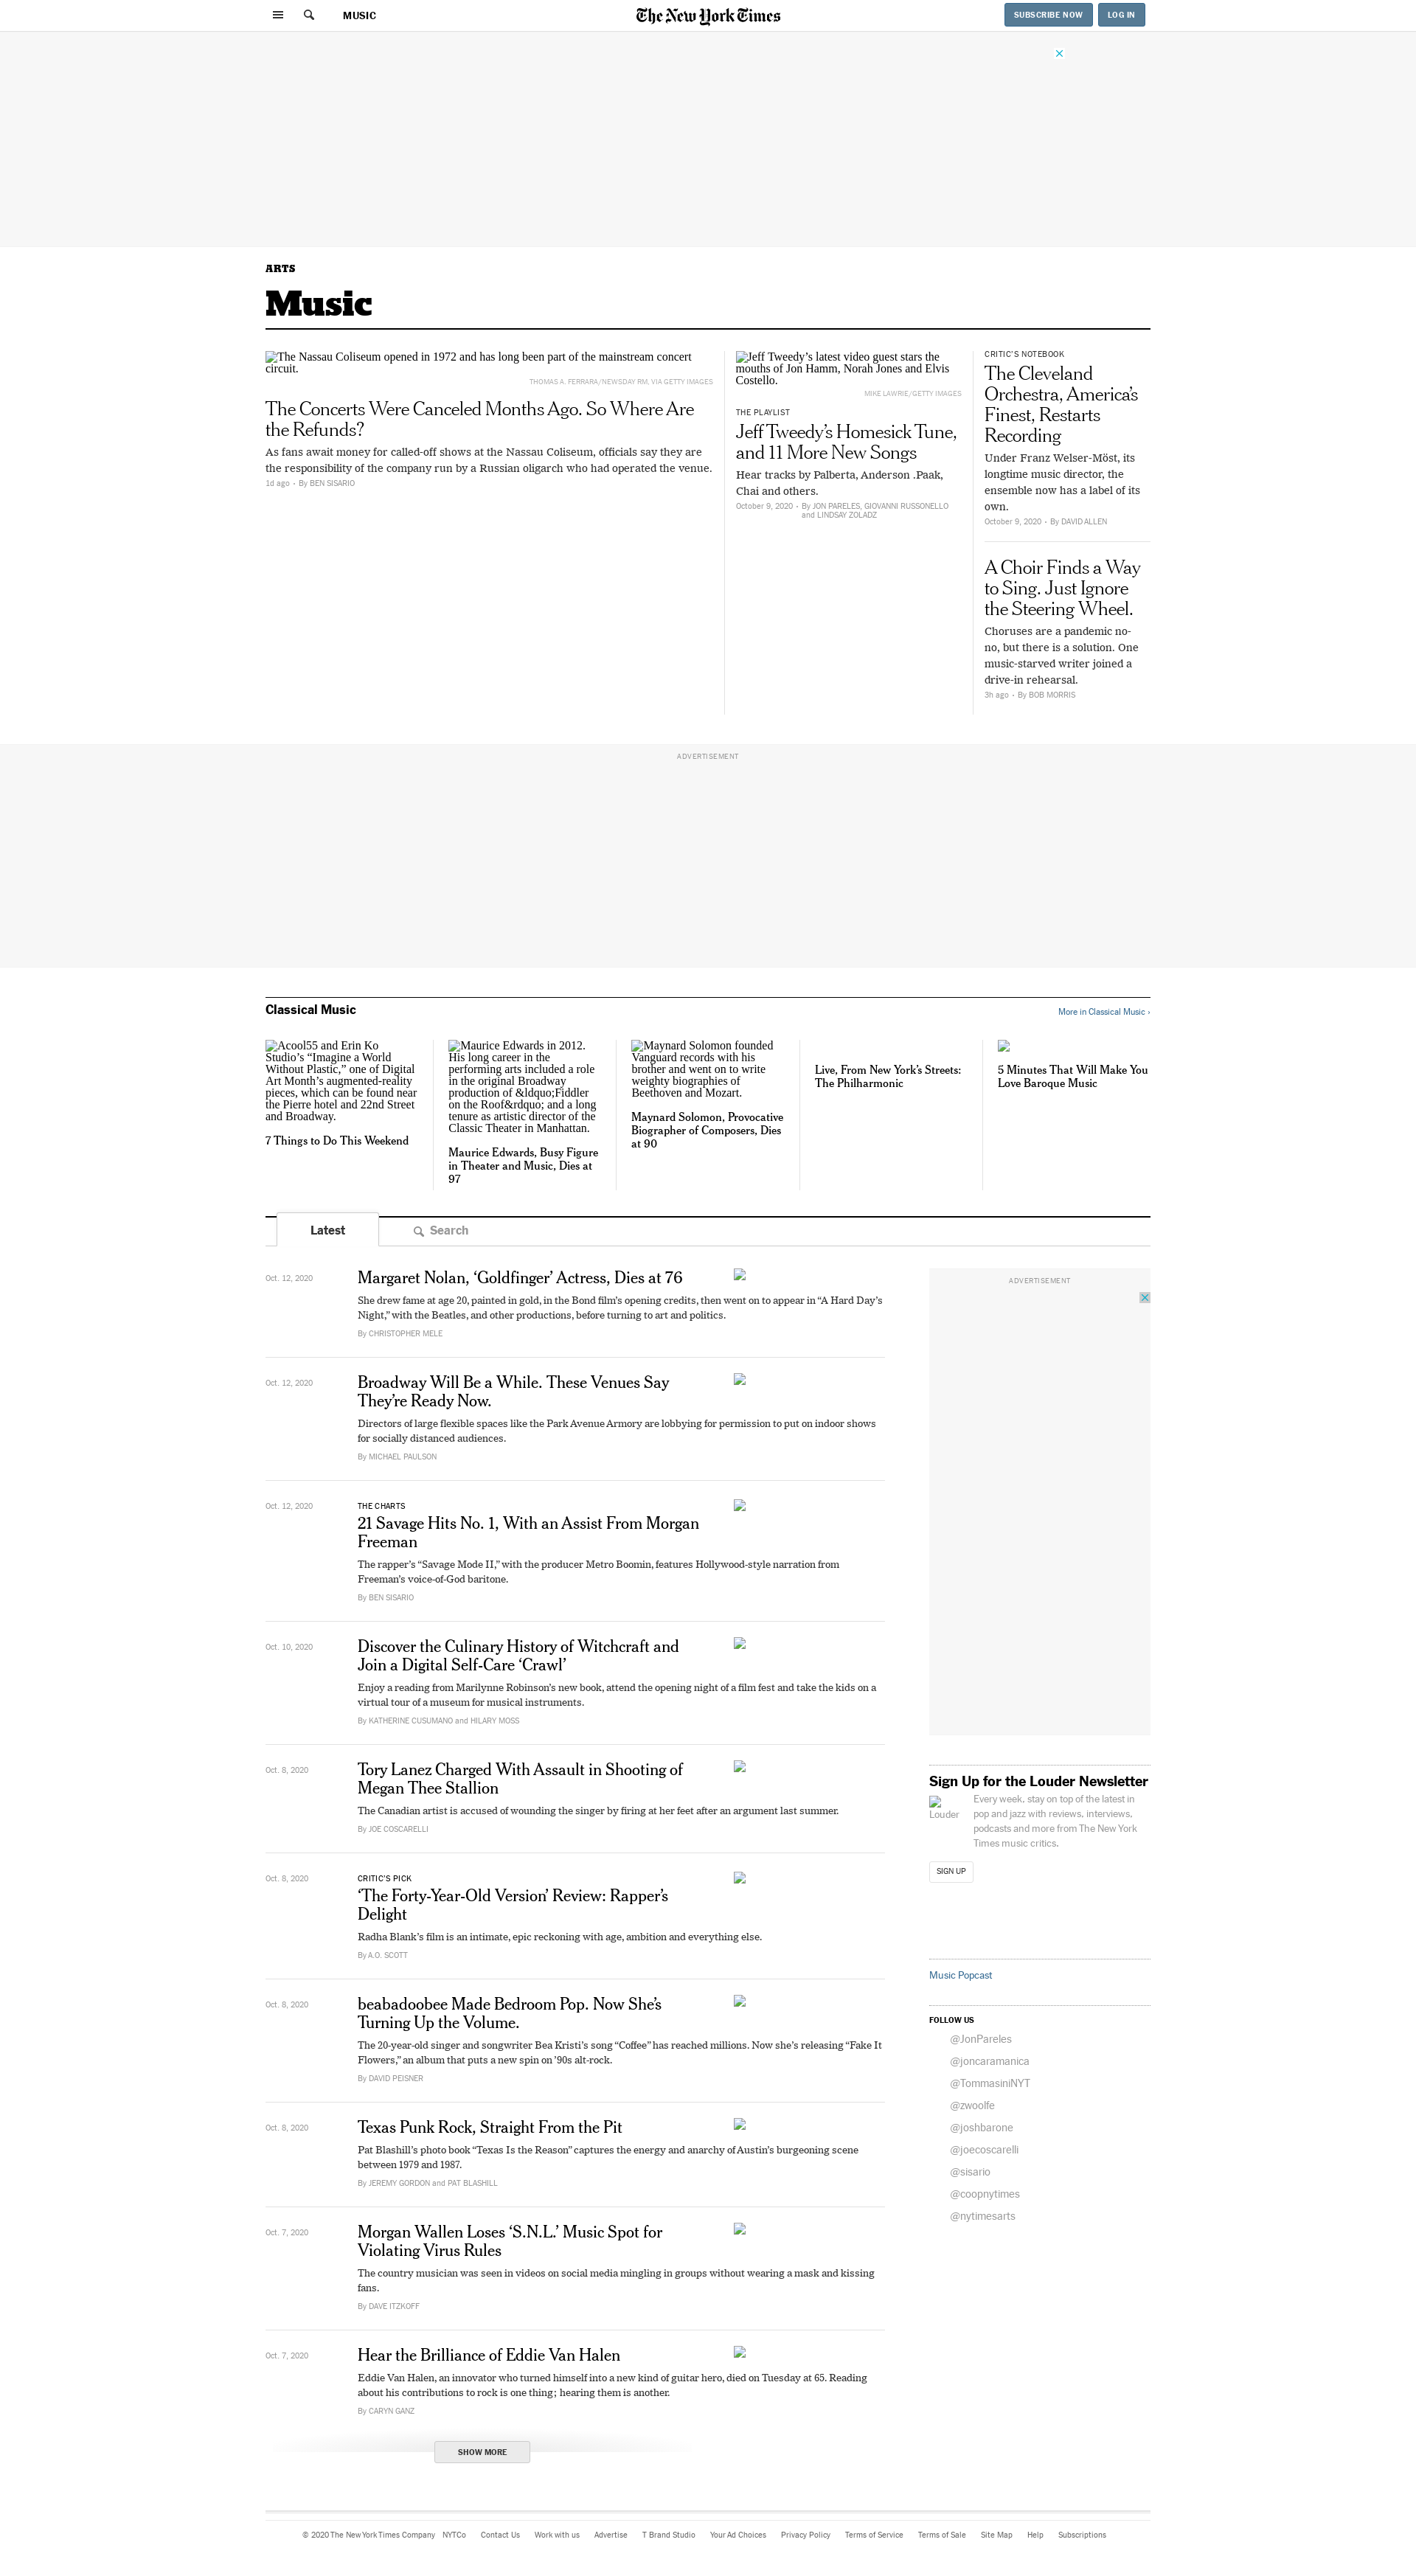 MUSIC
The New York Times
SUBSCRIBE NOW
LOG IN
ARTS
Music
The Nassau Coliseum opened in 1972 and has long been part of the mainstream concert
circuit.
THOMAS A. FERRARA/NEWSDAY RM, VIA GETTY IMAGES
The Concerts Were Canceled Months Ago. So Where Are
the Refunds?
As fans await money for called-off shows at the Nassau Coliseum, officials say they are
the responsibility of the company run by a Russian oligarch who had operated the venue.
1d ago • By BEN SISARIO
Jeff Tweedy’s latest video guest stars the
mouths of Jon Hamm, Norah Jones and Elvis
Costello.
MIKE LAWRIE/GETTY IMAGES
THE PLAYLIST
Jeff Tweedy’s Homesick Tune,
and 11 More New Songs
Hear tracks by Palberta, Anderson .Paak,
Chai and others.
October 9, 2020 • By JON PARELES, GIOVANNI RUSSONELLO
and LINDSAY ZOLADZ
CRITIC’S NOTEBOOK
The Cleveland
Orchestra, America’s
Finest, Restarts
Recording
Under Franz Welser-Möst, its
longtime music director, the
ensemble now has a label of its
own.
October 9, 2020 • By DAVID ALLEN
A Choir Finds a Way
to Sing. Just Ignore
the Steering Wheel.
Choruses are a pandemic no-
no, but there is a solution. One
music-starved writer joined a
drive-in rehearsal.
3h ago • By BOB MORRIS
ADVERTISEMENT
Classical Music
More in Classical Music ›
Acool55 and Erin Ko
Studio’s “Imagine a World
Without Plastic,” one of Digital
Art Month’s augmented-reality
pieces, which can be found near
the Pierre hotel and 22nd Street
and Broadway.
7 Things to Do This Weekend
Maurice Edwards in 2012.
His long career in the
performing arts included a role
in the original Broadway
production of &ldquo;Fiddler
on the Roof&rdquo; and a long
tenure as artistic director of the
Classic Theater in Manhattan.
Maurice Edwards, Busy Figure
in Theater and Music, Dies at
97
Maynard Solomon founded
Vanguard records with his
brother and went on to write
weighty biographies of
Beethoven and Mozart.
Maynard Solomon, Provocative
Biographer of Composers, Dies
at 90
Live, From New York’s Streets:
The Philharmonic
5 Minutes That Will Make You
Love Baroque Music
Latest
Search
Oct. 12, 2020
Margaret Nolan, ‘Goldfinger’ Actress, Dies at 76
She drew fame at age 20, painted in gold, in the Bond film’s opening credits, then went on to appear in “A Hard Day’s
Night,” with the Beatles, and other productions, before turning to art and politics.
By CHRISTOPHER MELE
Oct. 12, 2020
Broadway Will Be a While. These Venues Say
They’re Ready Now.
Directors of large flexible spaces like the Park Avenue Armory are lobbying for permission to put on indoor shows
for socially distanced audiences.
By MICHAEL PAULSON
Oct. 12, 2020
THE CHARTS
21 Savage Hits No. 1, With an Assist From Morgan
Freeman
The rapper’s “Savage Mode II,” with the producer Metro Boomin, features Hollywood-style narration from
Freeman’s voice-of-God baritone.
By BEN SISARIO
Oct. 10, 2020
Discover the Culinary History of Witchcraft and
Join a Digital Self-Care ‘Crawl’
Enjoy a reading from Marilynne Robinson’s new book, attend the opening night of a film fest and take the kids on a
virtual tour of a museum for musical instruments.
By KATHERINE CUSUMANO and HILARY MOSS
Oct. 8, 2020
Tory Lanez Charged With Assault in Shooting of
Megan Thee Stallion
The Canadian artist is accused of wounding the singer by firing at her feet after an argument last summer.
By JOE COSCARELLI
Oct. 8, 2020
CRITIC’S PICK
‘The Forty-Year-Old Version’ Review: Rapper’s
Delight
Radha Blank’s film is an intimate, epic reckoning with age, ambition and everything else.
By A.O. SCOTT
Oct. 8, 2020
beabadoobee Made Bedroom Pop. Now She’s
Turning Up the Volume.
The 20-year-old singer and songwriter Bea Kristi’s song “Coffee” has reached millions. Now she’s releasing “Fake It
Flowers,” an album that puts a new spin on ’90s alt-rock.
By DAVID PEISNER
Oct. 8, 2020
Texas Punk Rock, Straight From the Pit
Pat Blashill’s photo book “Texas Is the Reason” captures the energy and anarchy of Austin’s burgeoning scene
between 1979 and 1987.
By JEREMY GORDON and PAT BLASHILL
Oct. 7, 2020
Morgan Wallen Loses ‘S.N.L.’ Music Spot for
Violating Virus Rules
The country musician was seen in videos on social media mingling in groups without wearing a mask and kissing
fans.
By DAVE ITZKOFF
Oct. 7, 2020
Hear the Brilliance of Eddie Van Halen
Eddie Van Halen, an innovator who turned himself into a new kind of guitar hero, died on Tuesday at 65. Reading
about his contributions to rock is one thing; hearing them is another.
By CARYN GANZ
SHOW MORE
ADVERTISEMENT
Sign Up for the Louder Newsletter
Louder
Every week, stay on top of the latest in
pop and jazz with reviews, interviews,
podcasts and more from The New York
Times music critics.
SIGN UP
Music Popcast
FOLLOW US
@JonPareles
@joncaramanica
@TommasiniNYT
@zwoolfe
@joshbarone
@joecoscarelli
@sisario
@coopnytimes
@nytimesarts
© 2020 The New York Times Company NYTCo Contact Us Work with us Advertise T Brand Studio Your Ad Choices Privacy Policy Terms of Service Terms of Sale Site Map Help Subscriptions